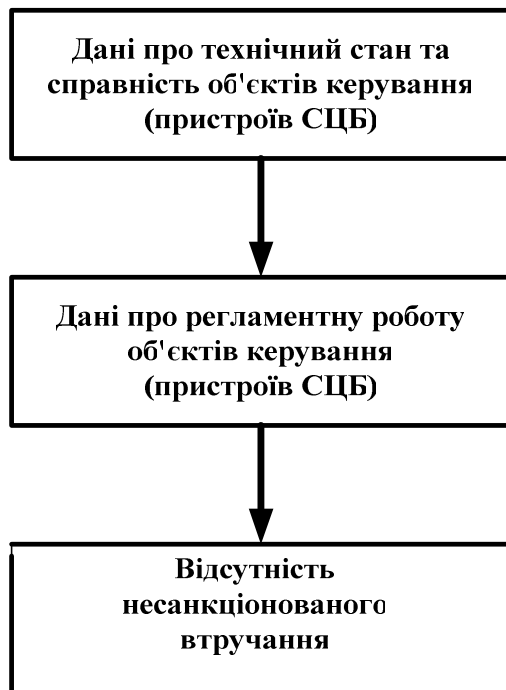 Дані про технічний стан та
справність об'єктів керування
(пристроїв СЦБ)
Дані про регламентну роботу
об'єктів керування
(пристроїв СЦБ)
Відсутність
несанкціонованого
втручання